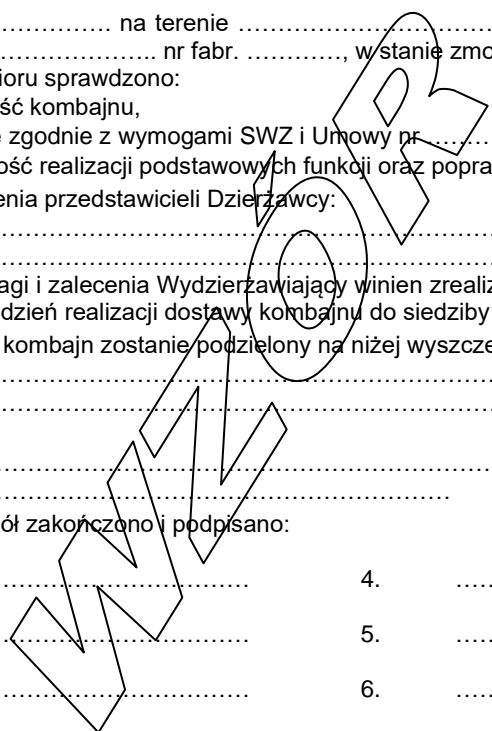 …………. na terenie ……………………………
……………….. nr fabr. …………, w stanie zmo
ioru sprawdzono:
ść kombajnu,
e zgodnie z wymogami SWZ i Umowy nr………
ość realizacji podstawowych funkcji oraz popra
enia przedstawicieli Dzierżawcy:
……………………………………………………………
……………………………………………………………
agi i zalecenia Wydzierżawiający winien zrealiz
dzień realizacji dostawy kombajnu do siedziby
kombajn zostanie podzielony na niżej wyszcze
……………………………………………………………
……………………………………………………………
……………………………………………………………
……………………………………………………….
ół zakończono i podpisano:
………………………… 4. ……
………………………… 5. ……
………………………… 6. ……
WZÓR